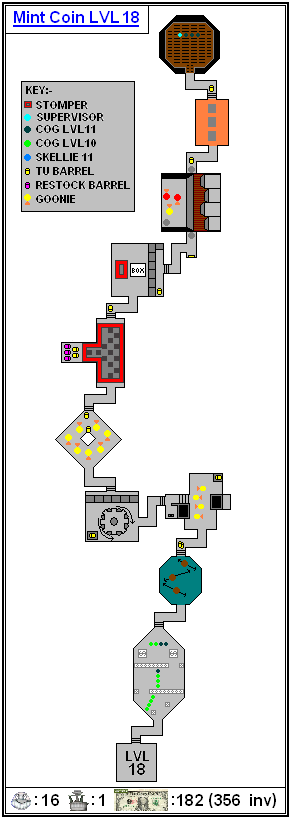 Mint Coin LVL 18
KEY:-
STOMPER
SUPERVISOR
COG LVL11
COG LVL10
SKELLIE 11
TU BARREL
RESTOCK BARREL
GOONIE
BOX
LVL
18
:16 :1 :182 (356 inv)